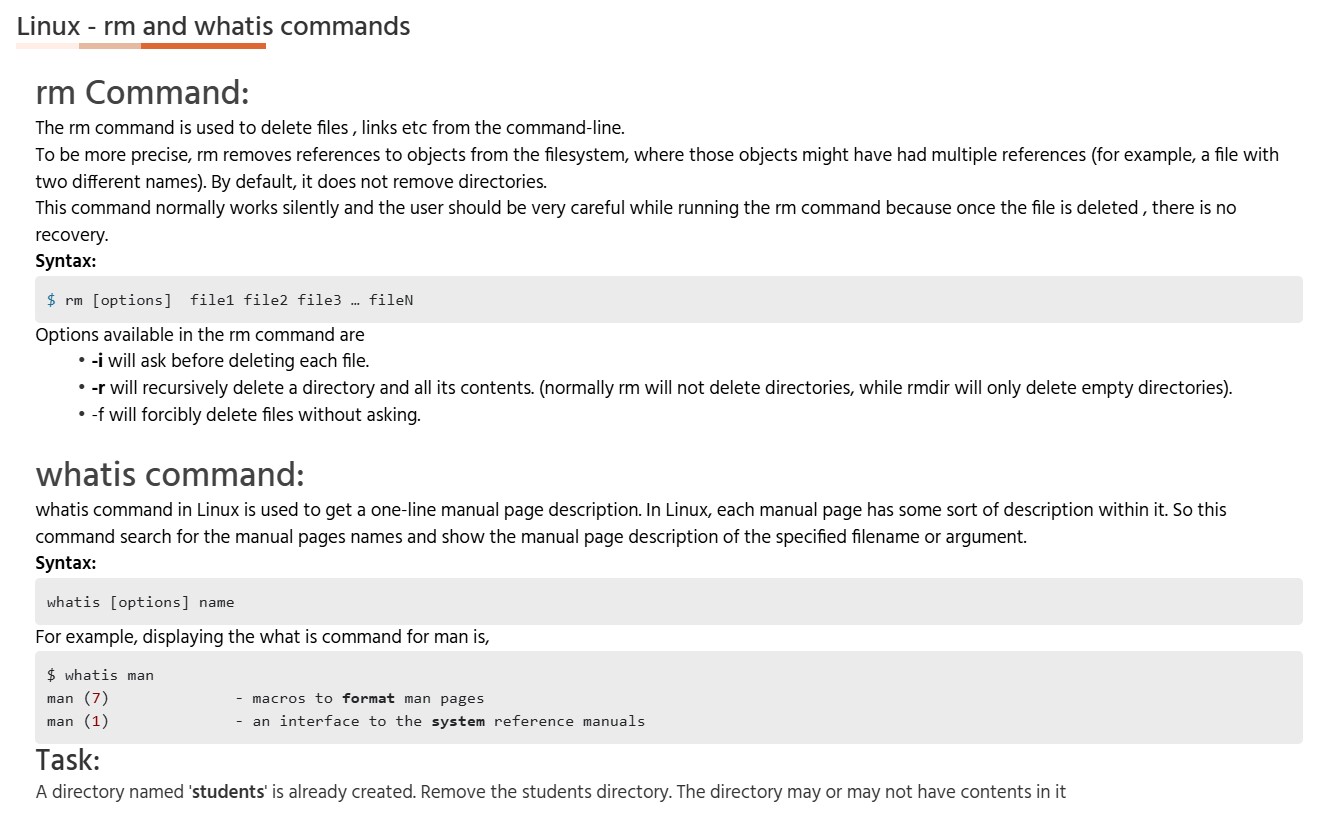 Linux - rm and whatis commands
rm Command:
The rm command is used to delete files , links etc from the command-line.
To be more precise, rm removes references to objects from the filesystem, where those objects might have had multiple references (for example, a file with
two different names). By default, it does not remove directories.
This command normally works silently and the user should be very careful while running the rm command because once the file is deleted , there is no
recovery.
Syntax:
$ rm [options]  file1 file2 file3 … fileN
Options available in the rm command are
• -i will ask before deleting each file.
• -r will recursively delete a directory and all its contents. (normally rm will not delete directories, while rmdir will only delete empty directories).
• -f will forcibly delete files without asking.
whatis command:
whatis command in Linux is used to get a one-line manual page description. In Linux, each manual page has some sort of description within it. So this
command search for the manual pages names and show the manual page description of the specified filename or argument.
Syntax:
whatis [options] name
For example, displaying the what is command for man is,
$ whatis man
man (7)              - macros to format man pages
man (1)              - an interface to the system reference manuals
Task:
A directory named 'students' is already created. Remove the students directory. The directory may or may not have contents in it